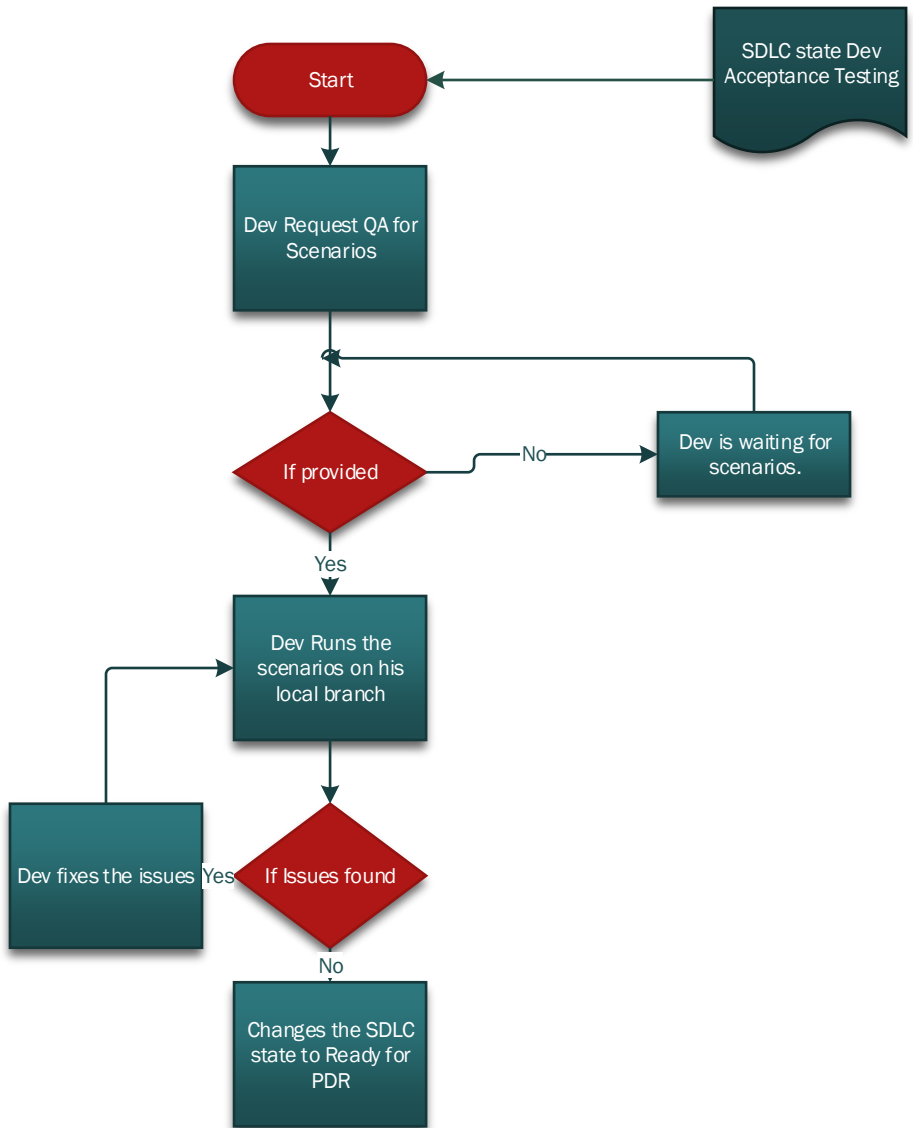 SDLC state Dev
Acceptance Testing
Start
Dev Request QA for
Scenarios
If provided
No
Dev is waiting for
scenarios.
Yes
Dev Runs the
scenarios on his
local branch
Dev fixes the issues
Yes
If Issues found
No
Changes the SDLC
state to Ready for
PDR